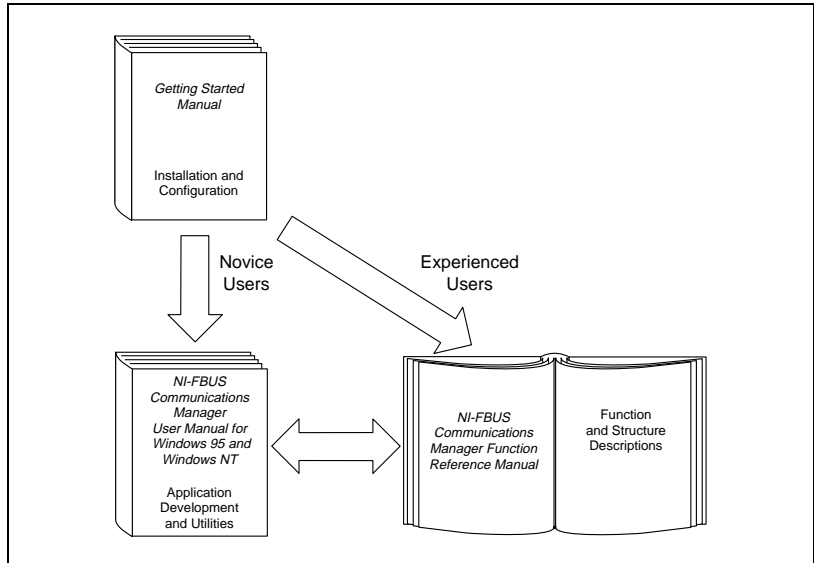 Getting Started
Manual
Installation and
Configuration
Novice
Users
Experienced
Users
NI-FBUS
Communications
Manager
User Manual for
Windows 95 and
Windows NT
Application
Development
and Utilities
NI-FBUS
Communications
Manager Function
Reference Manual
Function
and Structure
Descriptions